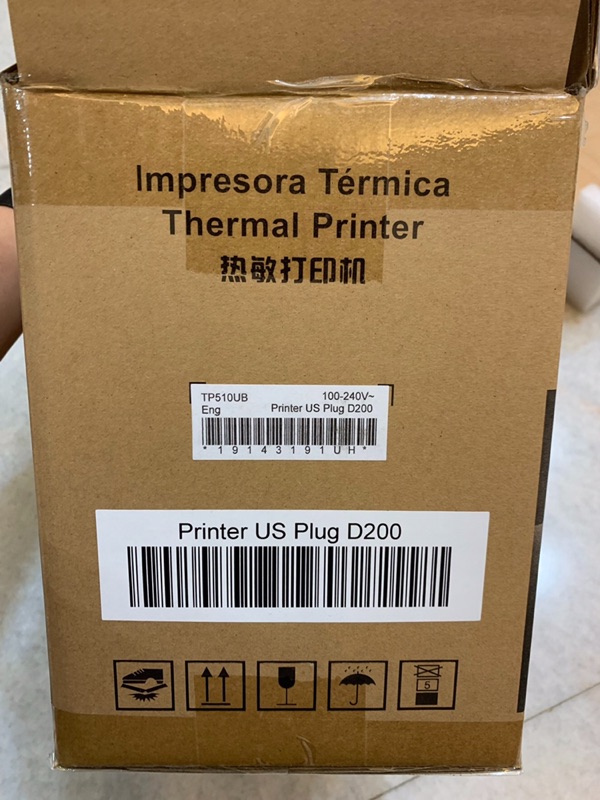 Impresora Térmica
Thermal Printer
热敏打印机
TP510UB 100-240V~
Eng Printer US Plug D200
*19143191UH*
Printer US Plug D200
5